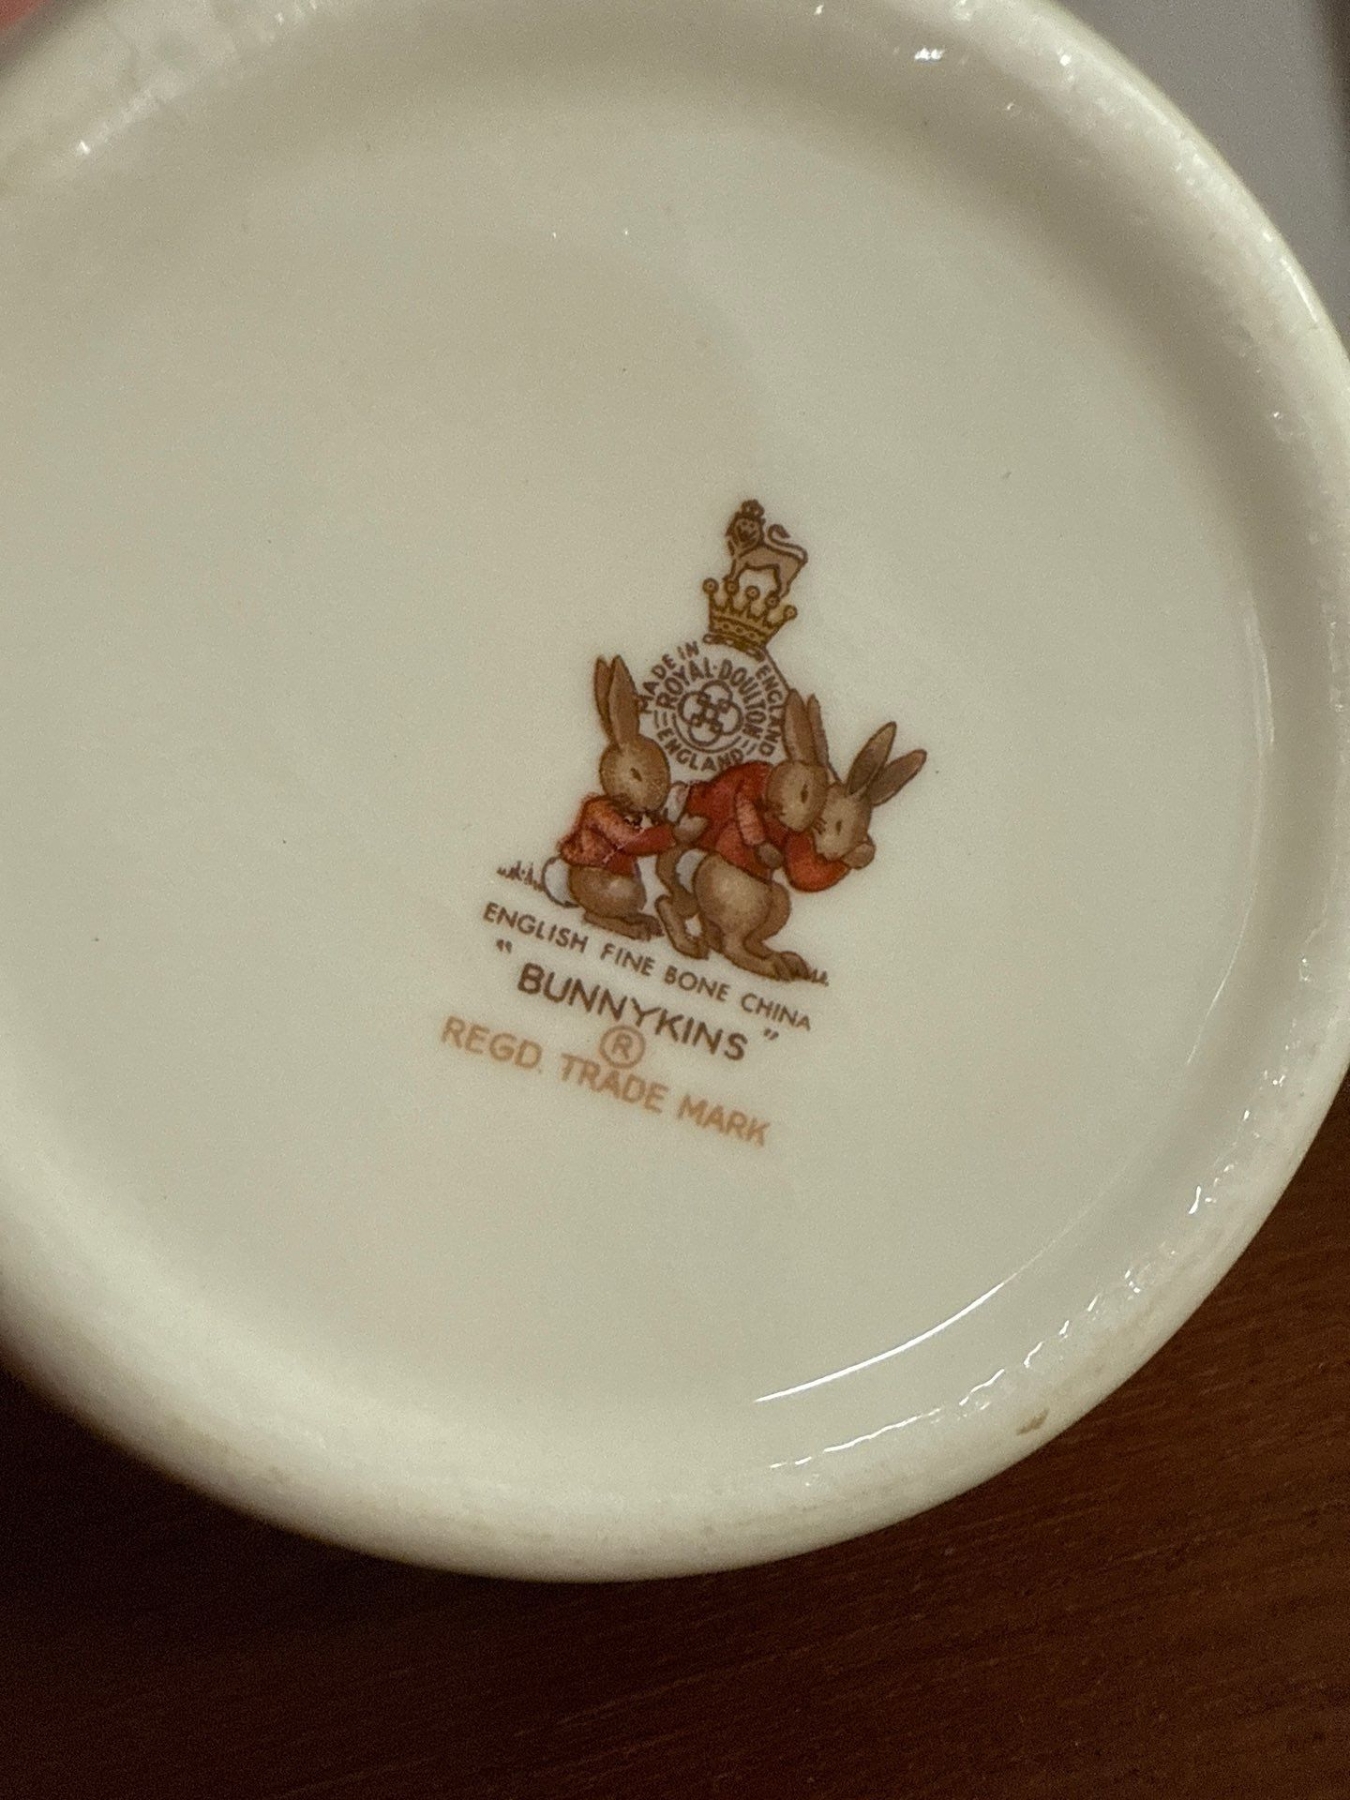 MADE IN ENGLAND
ROYAL·DOULTON
ENGLAND
ENGLISH FINE BONE CHINA
"BUNNYKINS"
®
REGD. TRADE MARK